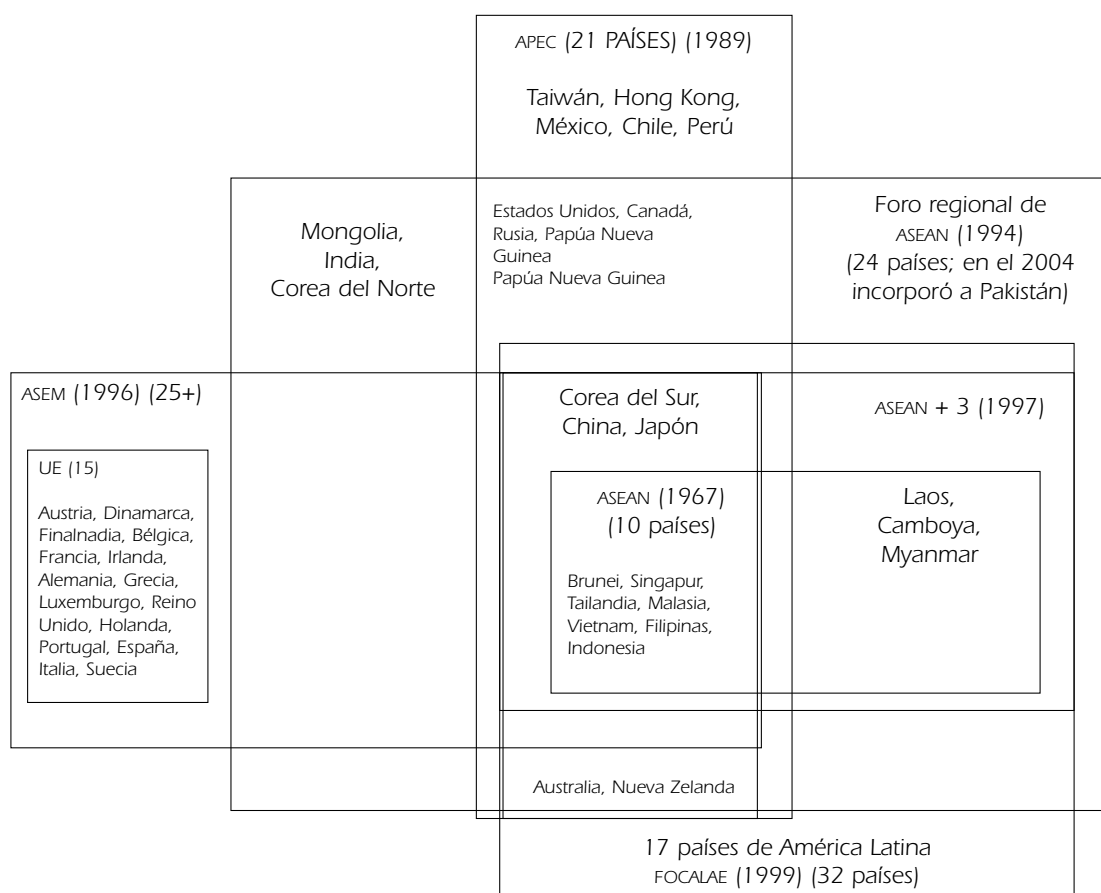 APEC (21 PAÍSES) (1989)
Taiwán, Hong Kong,
México, Chile, Perú
Mongolia,
India,
Corea del Norte
Estados Unidos, Canadá,
Rusia, Papúa Nueva
Guinea
Papúa Nueva Guinea
Foro regional de
ASEAN (1994)
(24 países; en el 2004
incorporó a Pakistán)
ASEM (1996) (25+)
UE (15)
Austria, Dinamarca,
Finalnadia, Bélgica,
Francia, Irlanda,
Alemania, Grecia,
Luxemburgo, Reino
Unido, Holanda,
Portugal, España,
Italia, Suecia
Corea del Sur,
China, Japón
ASEAN + 3 (1997)
ASEAN (1967)
(10 países)
Brunei, Singapur,
Tailandia, Malasia,
Vietnam, Filipinas,
Indonesia
Laos,
Camboya,
Myanmar
Australia, Nueva Zelanda
17 países de América Latina
FOCALAE (1999) (32 países)